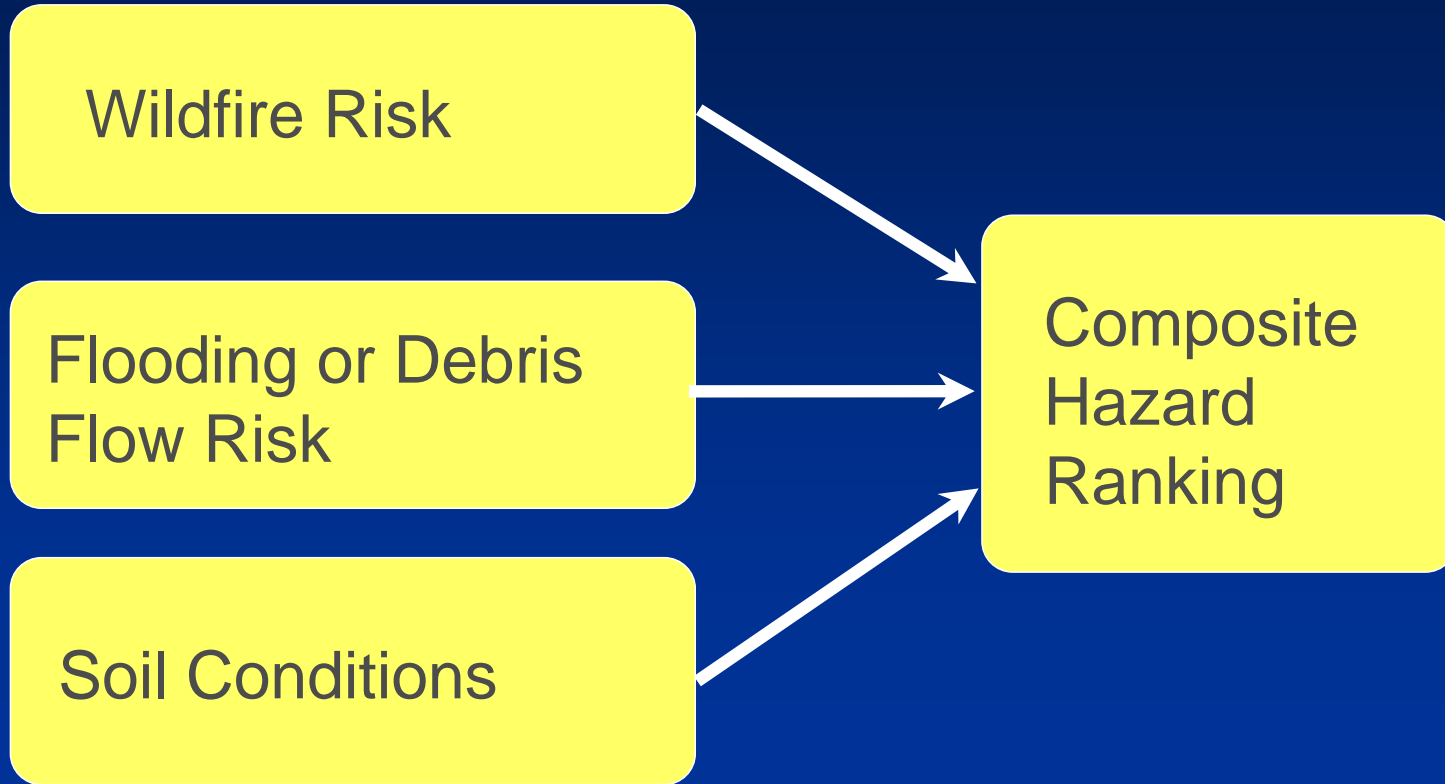 Wildfire Risk
Flooding or Debris
Flow Risk
Soil Conditions
Composite
Hazard
Ranking